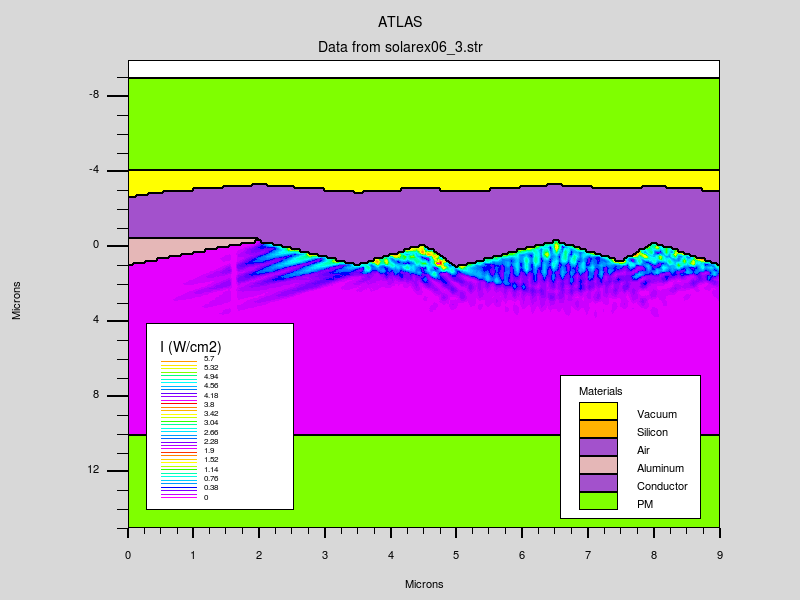 ATLAS
Data from solarex06_3.str
-8
-4
0
4
8
12
Microns
I (W/cm2)
5.7
5.32
4.94
4.56
4.18
3.8
3.42
3.04
2.66
2.28
1.9
1.52
1.14
0.76
0.38
0
Materials
Vacuum
Silicon
Air
Aluminum
Conductor
PM
0 1 2 3 4 5 6 7 8 9
Microns